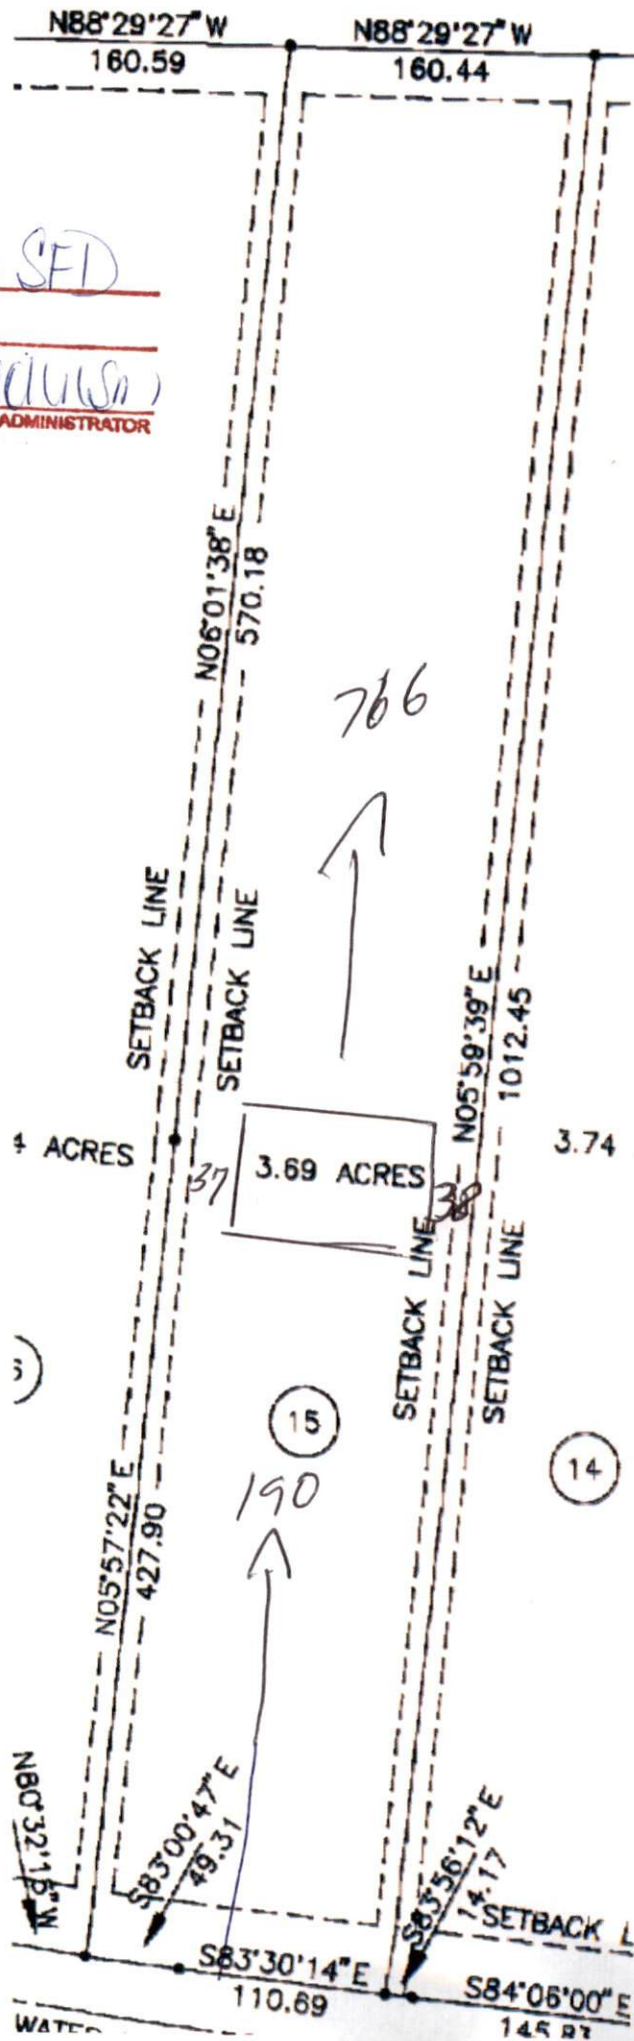 N88°29'27"W
160.59
N88°29'27"W
160.44
SFD
ADMINISTRATOR
N06°01'38"E
570.18
766
SETBACK LINE
SETBACK LINE
N05°59'39"E
1012.45
ACRES
37
3.69 ACRES
38
3.74
SETBACK LINE
SETBACK LINE
15
14
190
N05°57'22"E
427.90
N80°32'15"W
S83°00'47"E
49.31
S83°56'12"E
14.17
SETBACK L
S83°30'14"E
110.69
S84°06'00"E
145.87
WATER